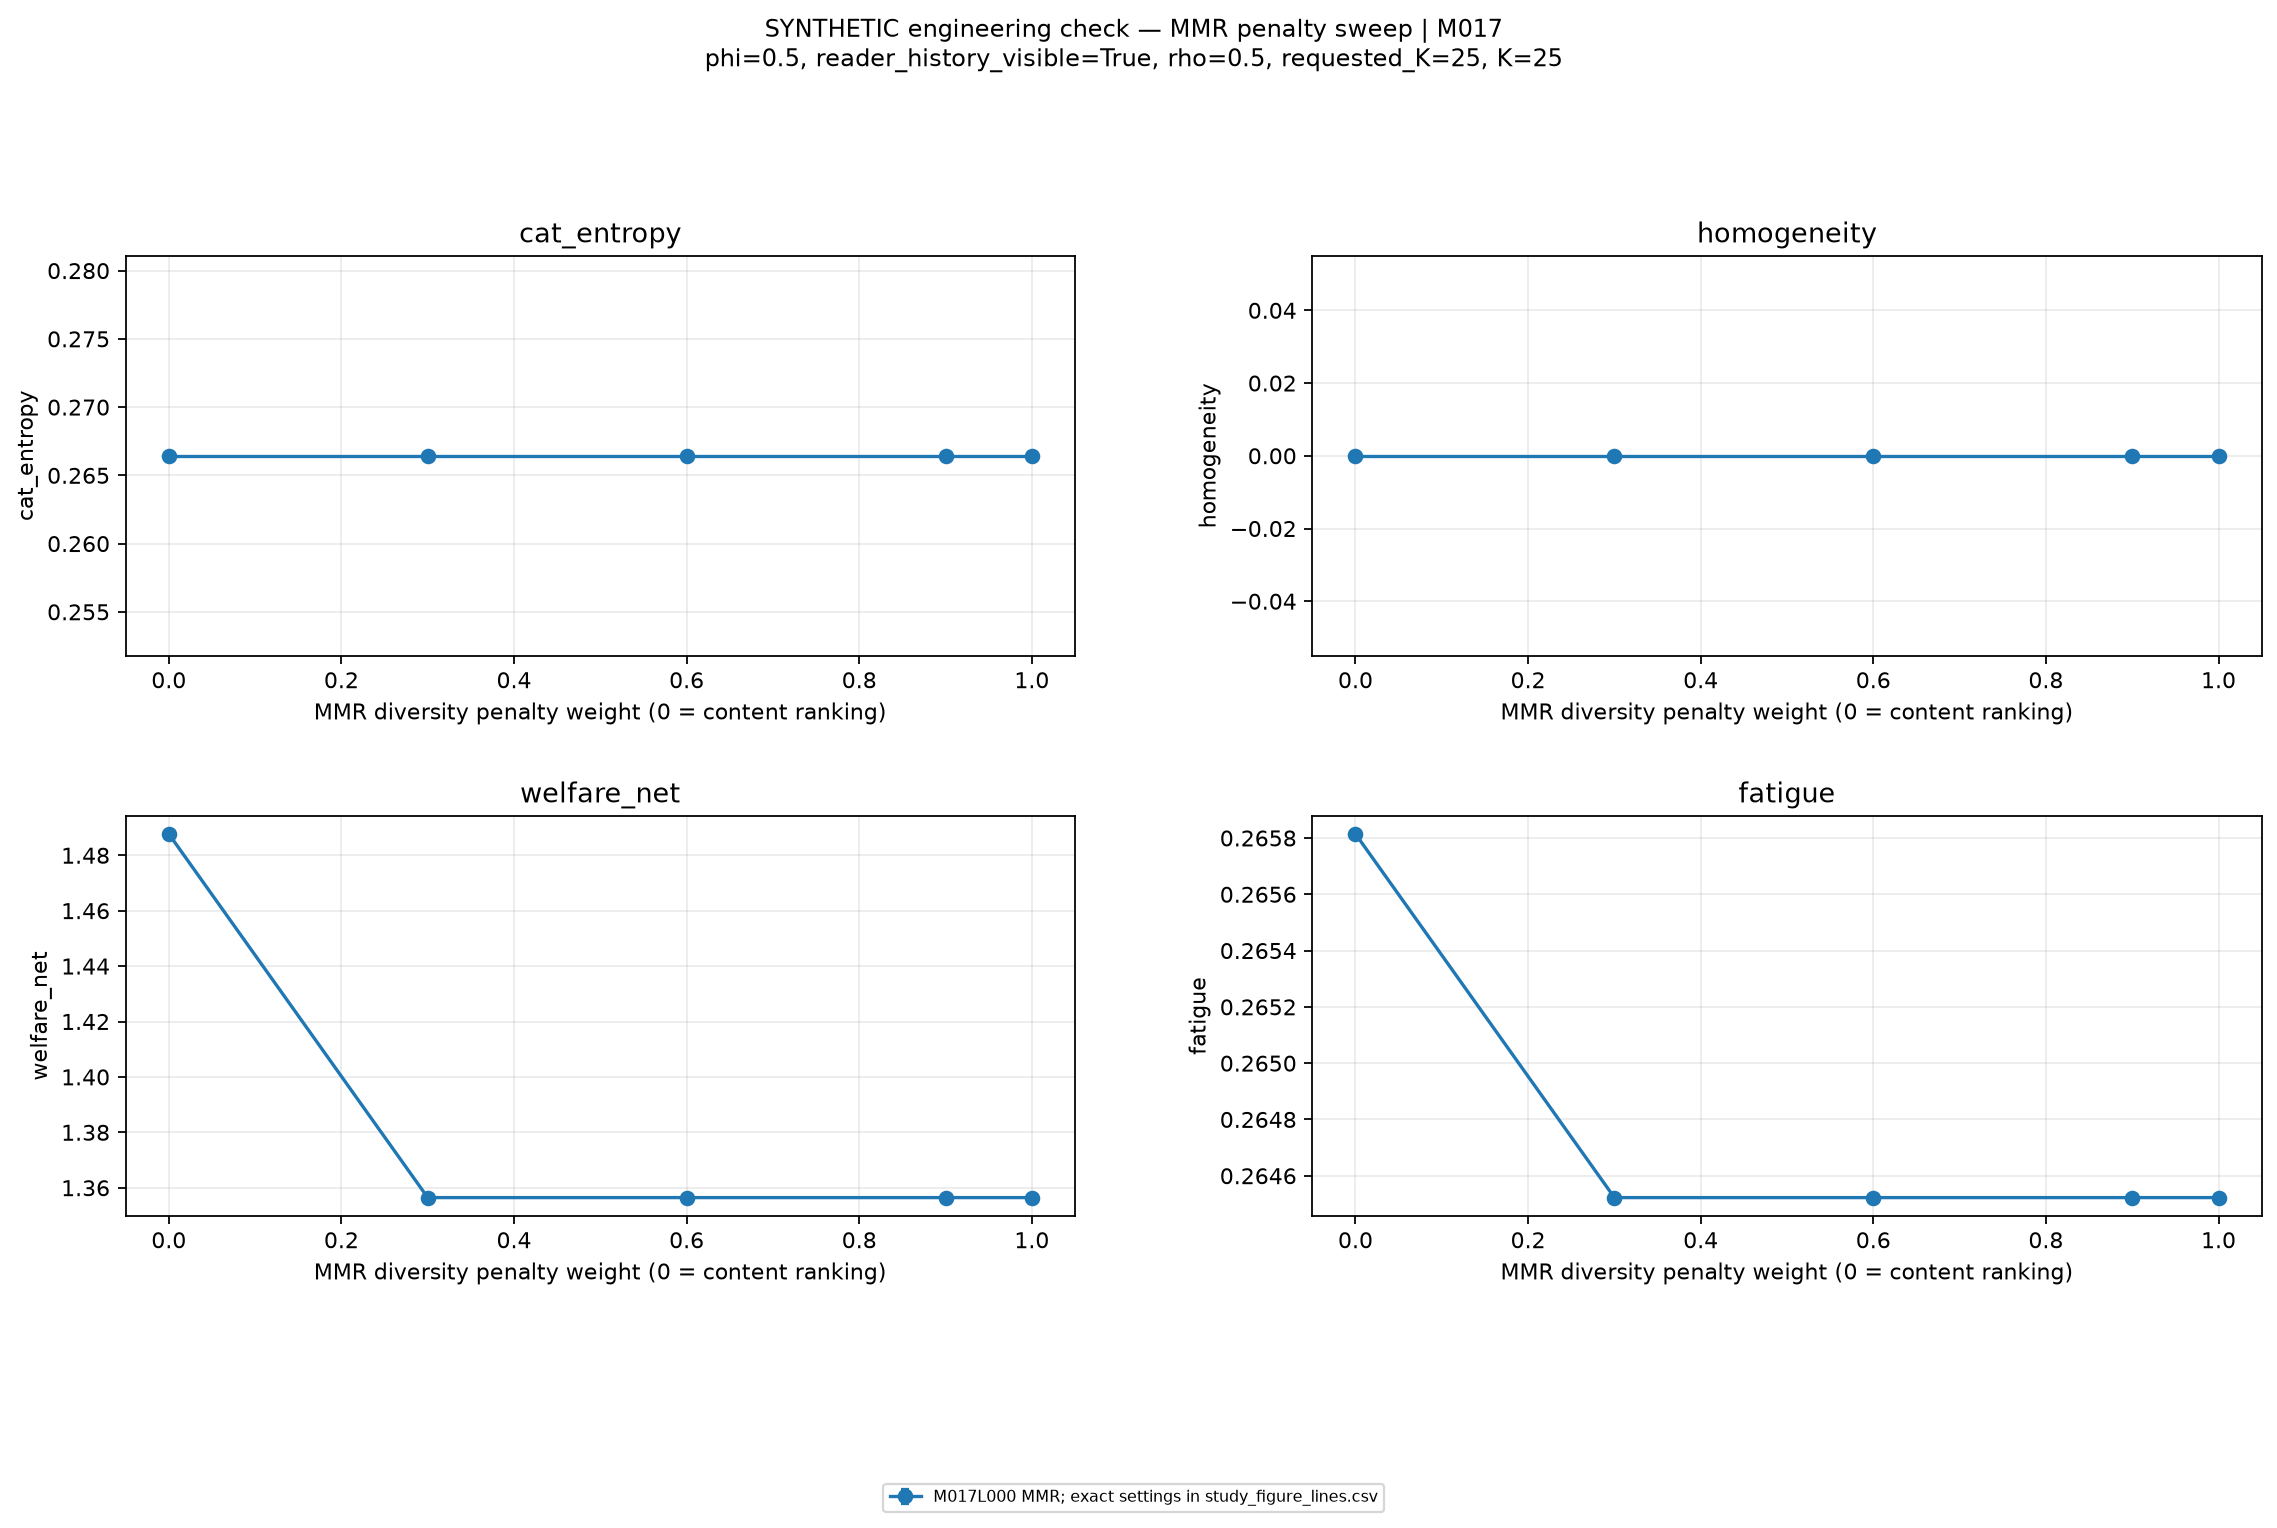 SYNTHETIC engineering check — MMR penalty sweep | M017
phi=0.5, reader_history_visible=True, rho=0.5, requested_K=25, K=25
cat_entropy
cat_entropy
0.280
0.275
0.270
0.265
0.260
0.255
0.0 0.2 0.4 0.6 0.8 1.0
MMR diversity penalty weight (0 = content ranking)
homogeneity
homogeneity
0.04
0.02
0.00
−0.02
−0.04
0.0 0.2 0.4 0.6 0.8 1.0
MMR diversity penalty weight (0 = content ranking)
welfare_net
welfare_net
1.48
1.46
1.44
1.42
1.40
1.38
1.36
0.0 0.2 0.4 0.6 0.8 1.0
MMR diversity penalty weight (0 = content ranking)
fatigue
fatigue
0.2658
0.2656
0.2654
0.2652
0.2650
0.2648
0.2646
0.0 0.2 0.4 0.6 0.8 1.0
MMR diversity penalty weight (0 = content ranking)
M017L000 MMR; exact settings in study_figure_lines.csv